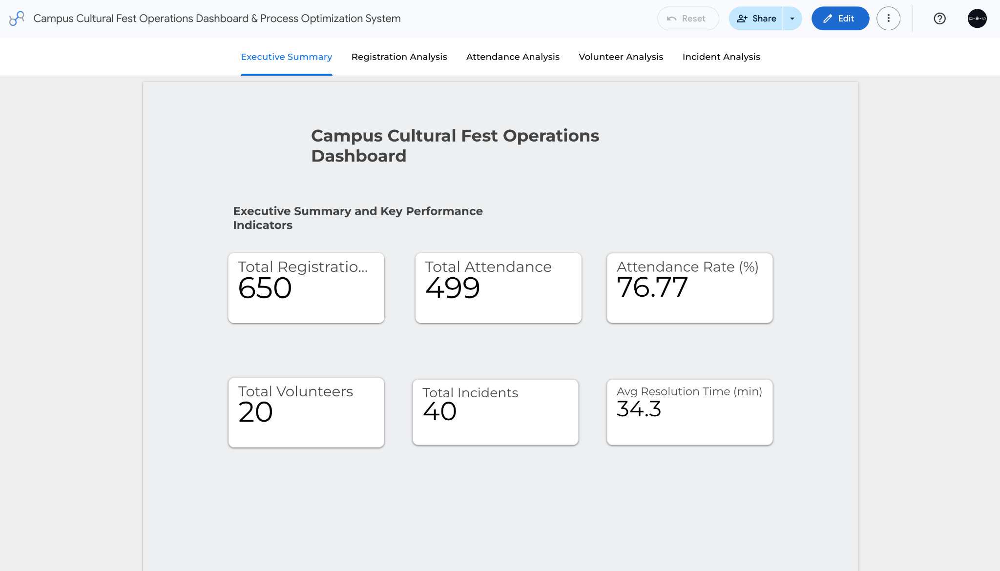 Campus Cultural Fest Operations Dashboard & Process Optimization System
Reset
Share
Edit
Executive Summary
Registration Analysis
Attendance Analysis
Volunteer Analysis
Incident Analysis
Campus Cultural Fest Operations
Dashboard
Executive Summary and Key Performance
Indicators
Total Registratio...
650
Total Attendance
499
Attendance Rate (%)
76.77
Total Volunteers
20
Total Incidents
40
Avg Resolution Time (min)
34.3